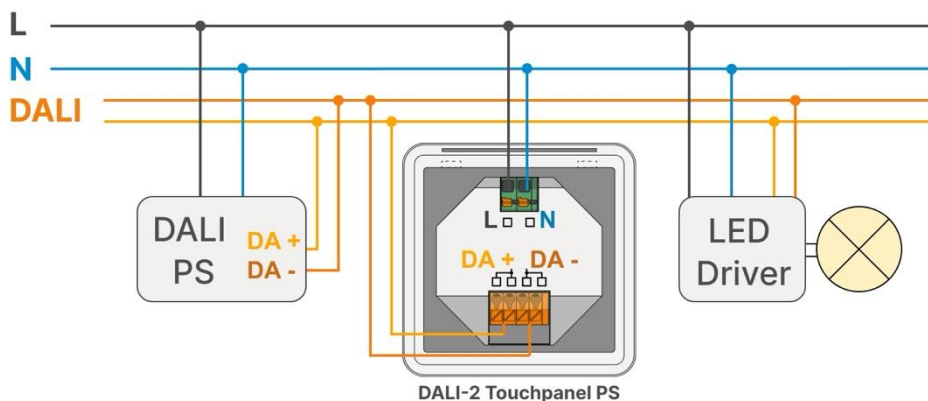 L
N
DALI
DALI
PS
DA +
DA -
L N
DA + DA -
LED
Driver
DALI-2 Touchpanel PS